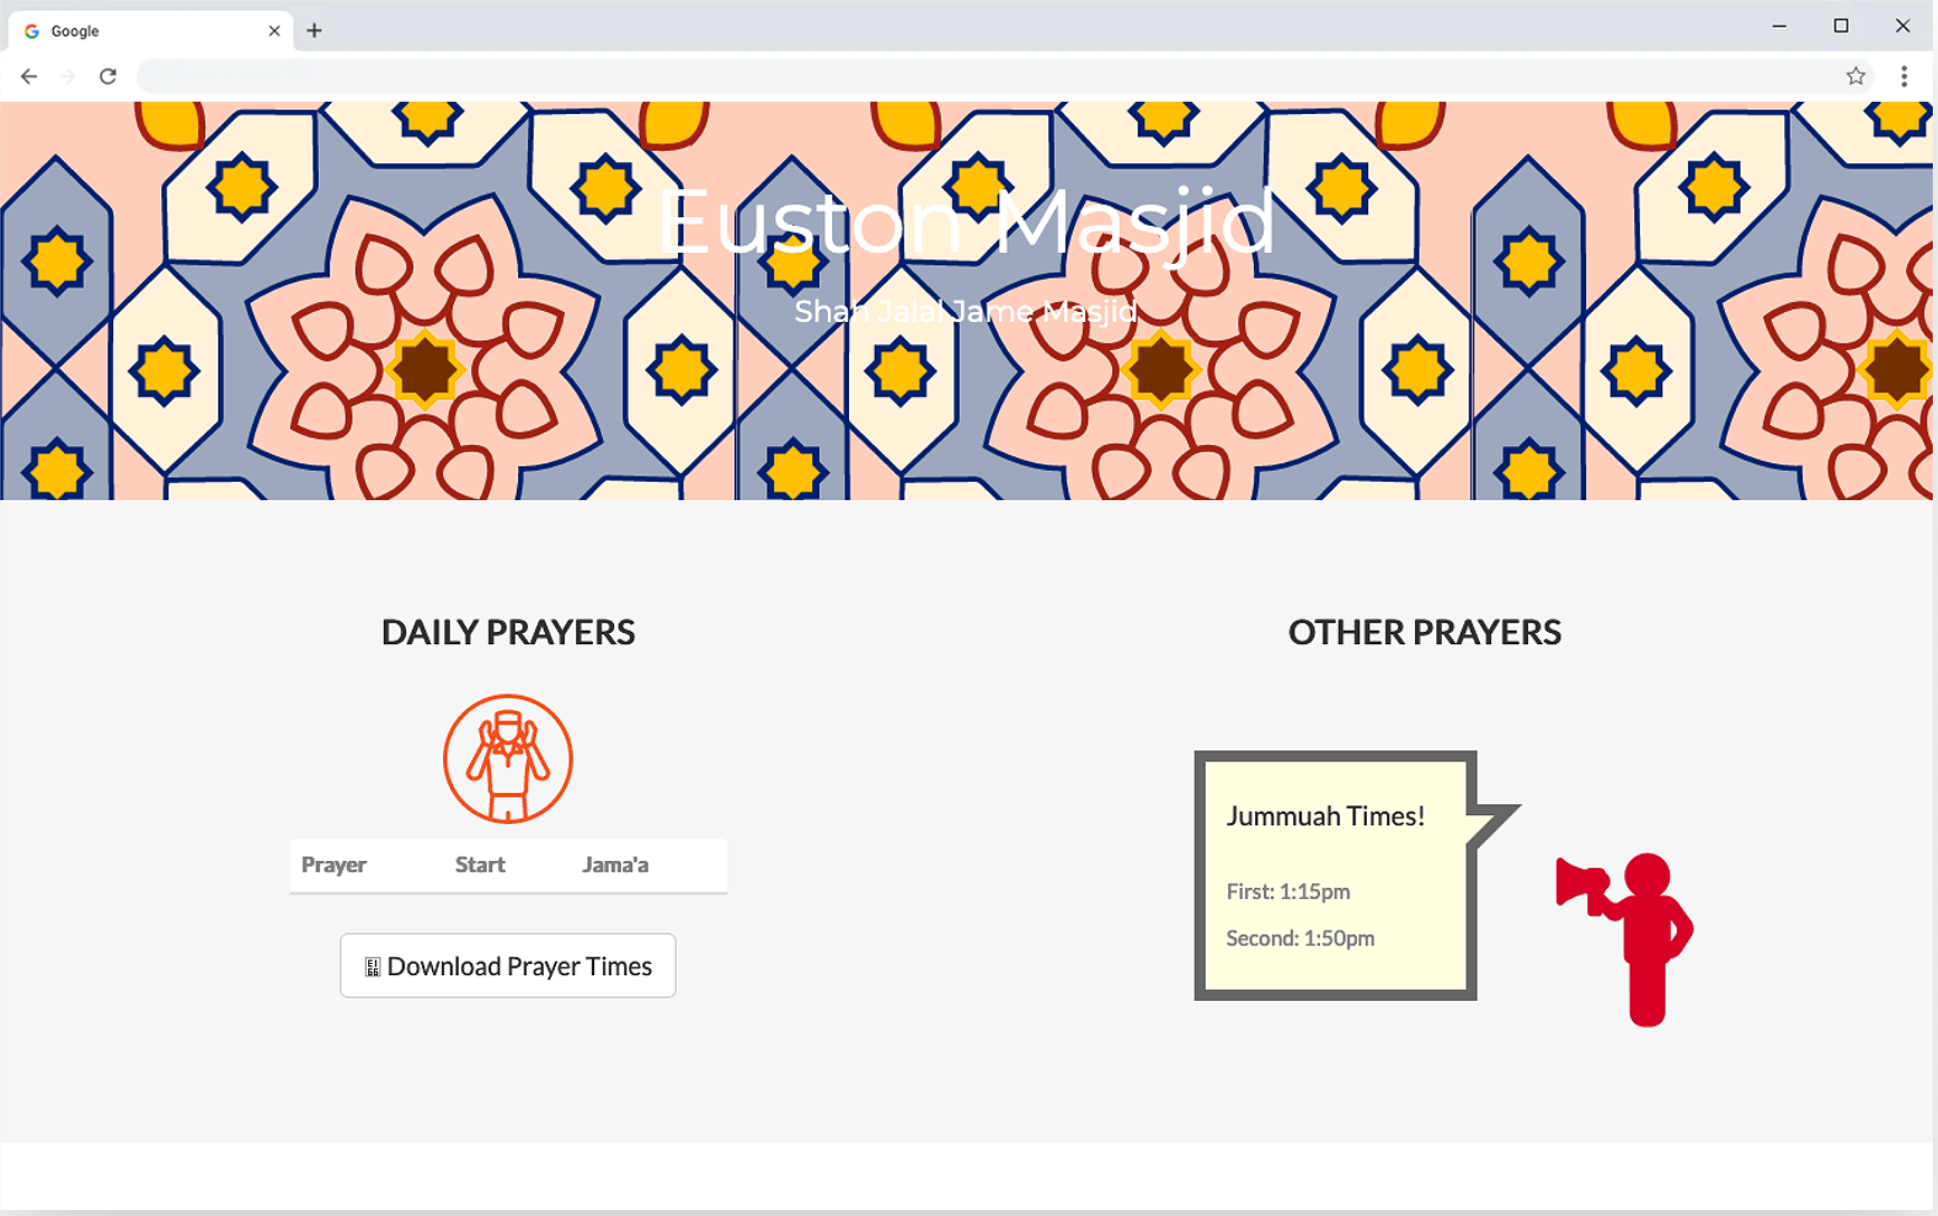 Google
Euston Masjid
Shah Jalal Jame Masjid
DAILY PRAYERS
Prayer Start Jama'a
Download Prayer Times
OTHER PRAYERS
Jummuah Times!
First: 1:15pm
Second: 1:50pm